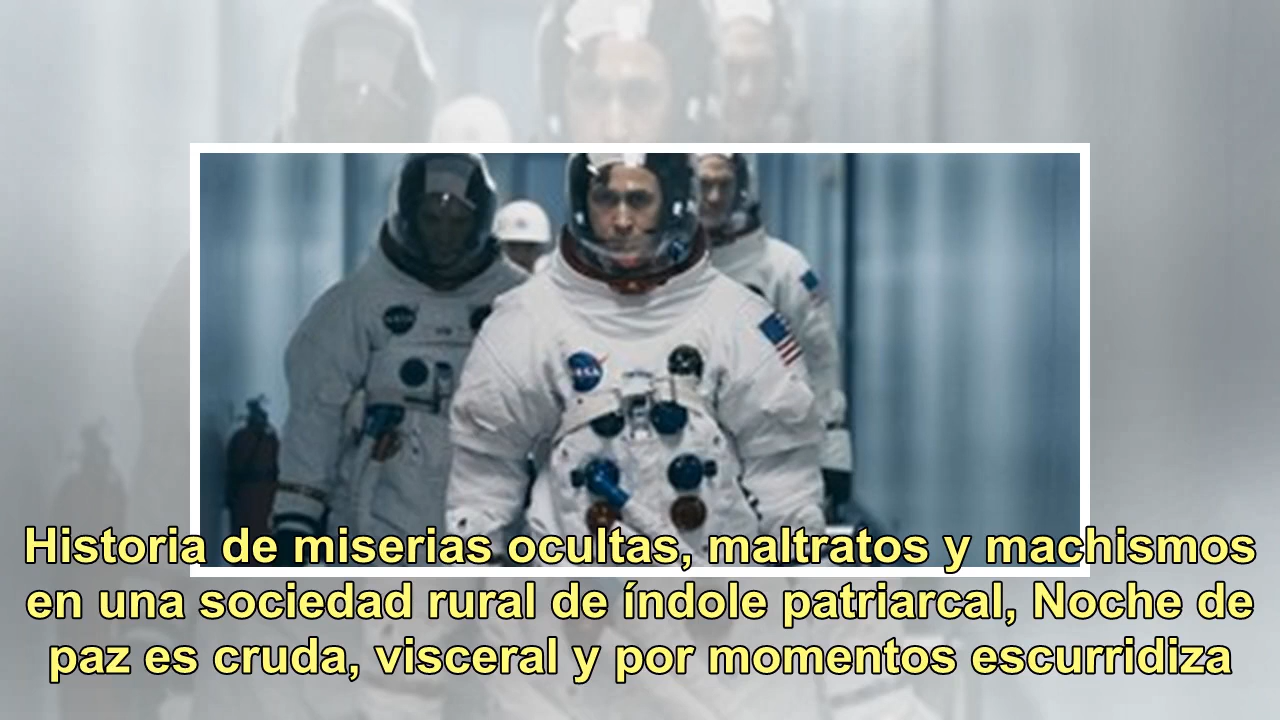 Historia de miserias ocultas, maltratos y machismos
en una sociedad rural de índole patriarcal, Noche de
paz es cruda, visceral y por momentos escurridiza
NASA